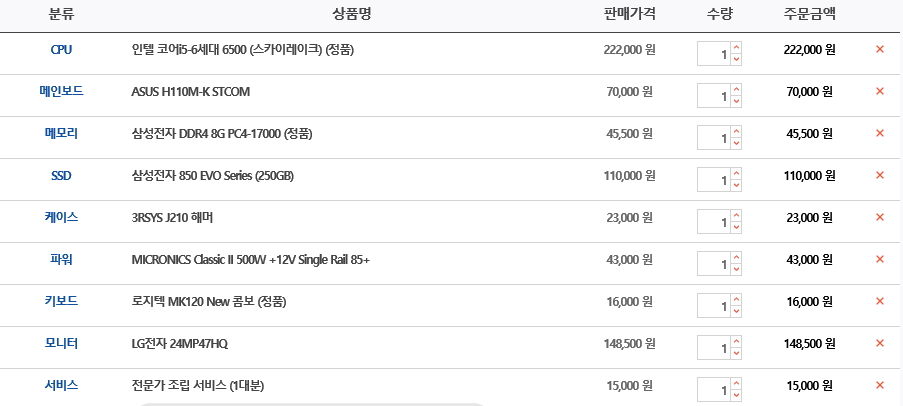 분류 상품명 판매가격 수량 주문금액
CPU 인텔 코어i5-6세대 6500 (스카이레이크) (정품) 222,000 원 1 222,000 원 ×
메인보드 ASUS H110M-K STCOM 70,000 원 1 70,000 원 ×
메모리 삼성전자 DDR4 8G PC4-17000 (정품) 45,500 원 1 45,500 원 ×
SSD 삼성전자 850 EVO Series (250GB) 110,000 원 1 110,000 원 ×
케이스 3RSYS J210 해머 23,000 원 1 23,000 원 ×
파워 MICRONICS Classic II 500W +12V Single Rail 85+ 43,000 원 1 43,000 원 ×
키보드 로지텍 MK120 New 콤보 (정품) 16,000 원 1 16,000 원 ×
모니터 LG전자 24MP47HQ 148,500 원 1 148,500 원 ×
서비스 전문가 조립 서비스 (1대분) 15,000 원 1 15,000 원 ×